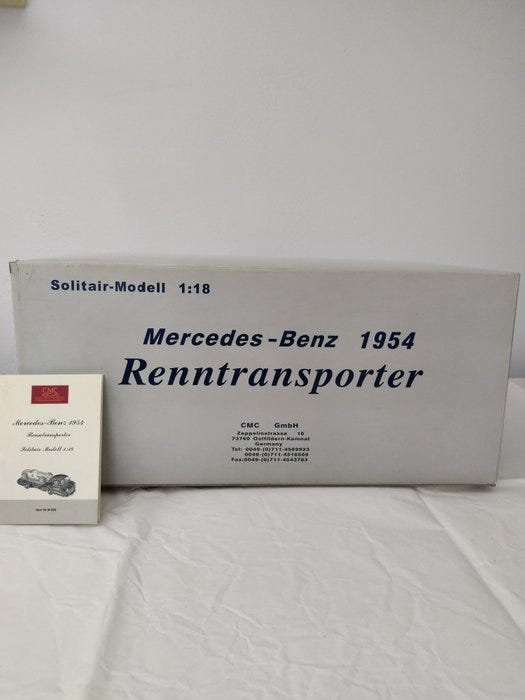 Solitair-Modell 1:18
Mercedes-Benz 1954
Renntransporter
CMC GmbH
Zeppelinstrasse 16
73760 Ostfildern-Kemnat
Germany
Tel: 0049-(0)711-4569923
0049-(0)711-4516569
Fax:0049-(0)711-4542783
CMC
Mercedes-Benz 1954
Renntransporter
Solitair Modell 1:18